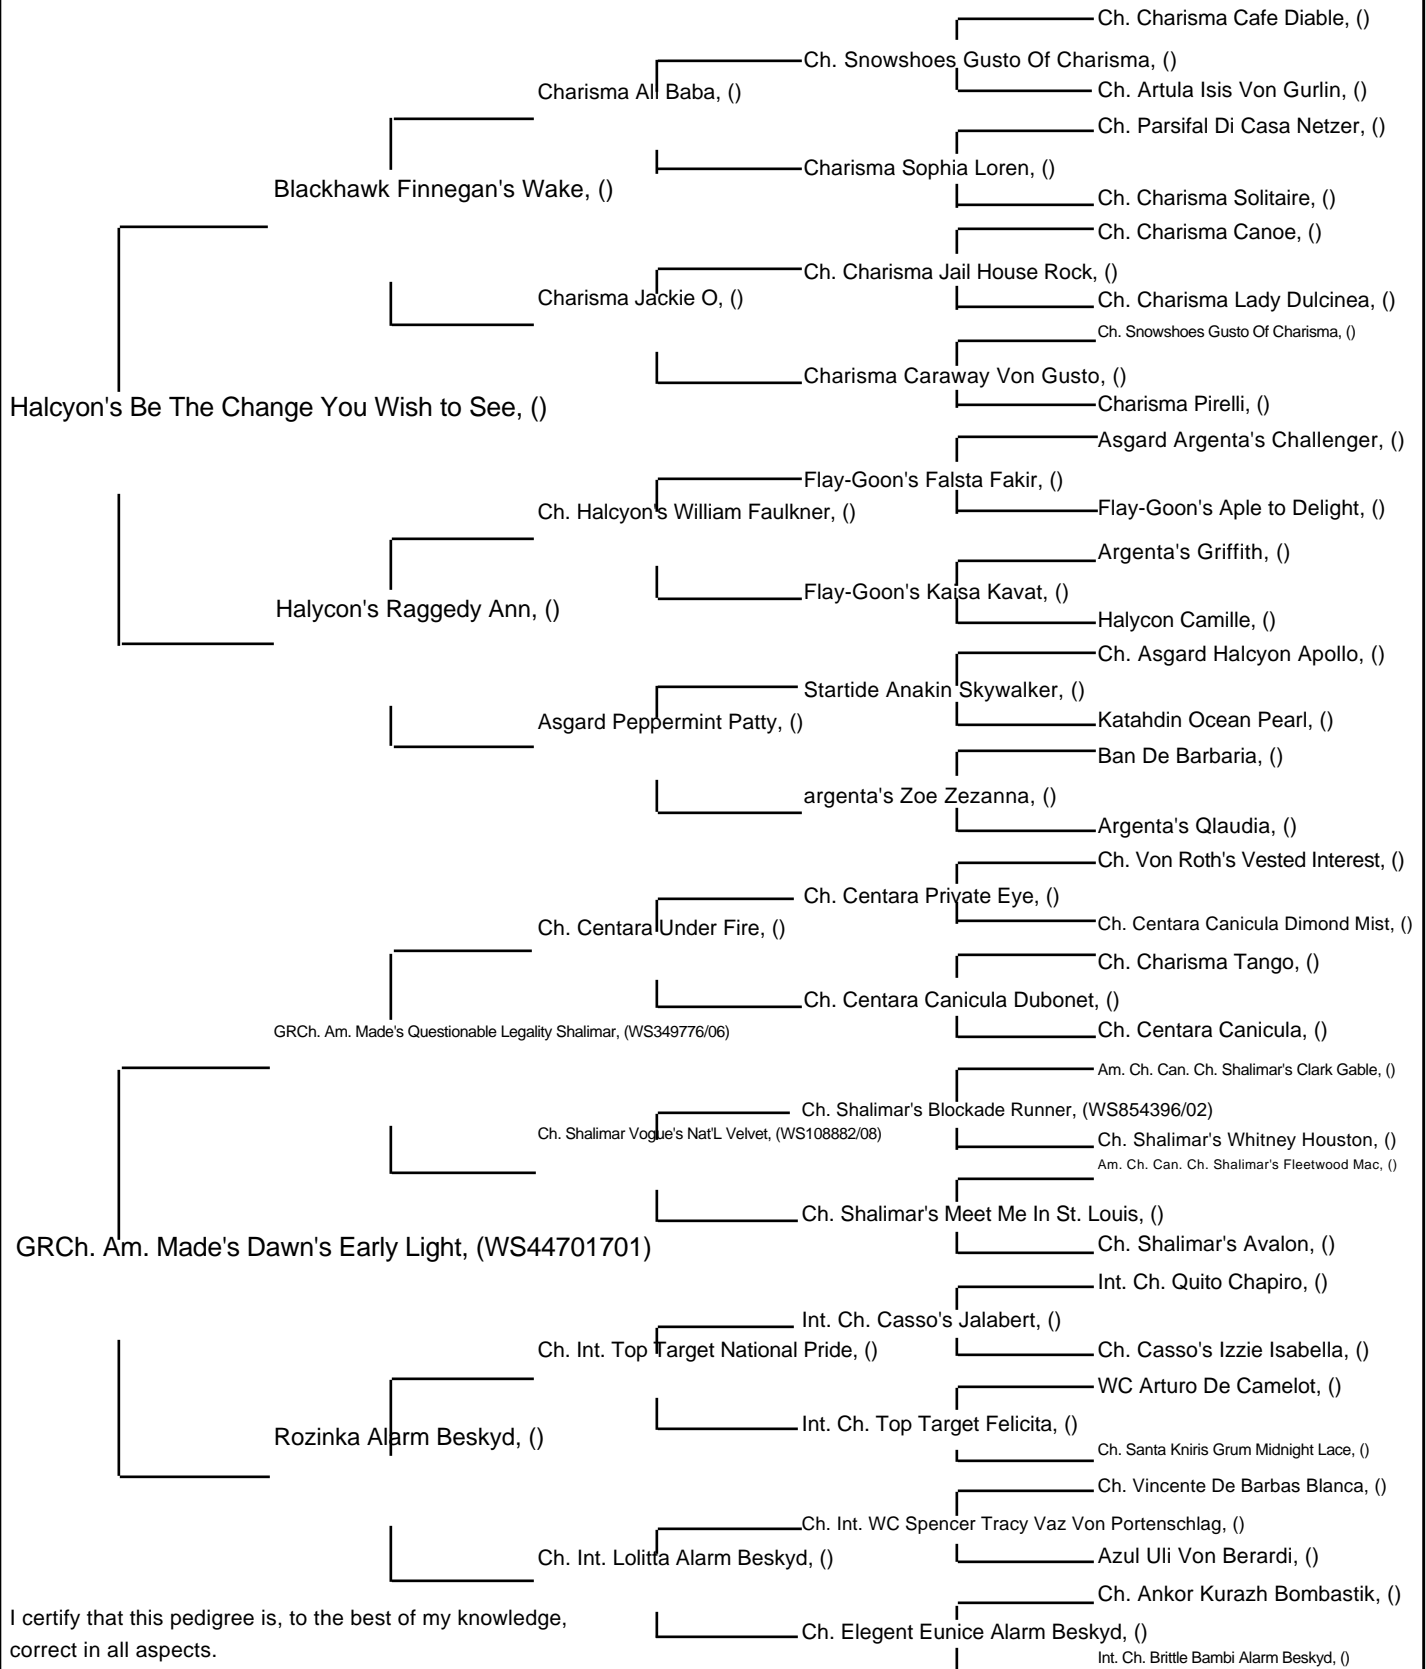 Ch. Charisma Cafe Diable, ()
Ch. Snowshoes Gusto Of Charisma, ()
Charisma Ali Baba, ()
Ch. Artula Isis Von Gurlin, ()
Ch. Parsifal Di Casa Netzer, ()
Charisma Sophia Loren, ()
Blackhawk Finnegan's Wake, ()
Ch. Charisma Solitaire, ()
Ch. Charisma Canoe, ()
Ch. Charisma Jail House Rock, ()
Charisma Jackie O, ()
Ch. Charisma Lady Dulcinea, ()
Ch. Snowshoes Gusto Of Charisma, ()
Charisma Caraway Von Gusto, ()
Halcyon's Be The Change You Wish to See, ()
Charisma Pirelli, ()
Asgard Argenta's Challenger, ()
Flay-Goon's Falsta Fakir, ()
Ch. Halcyon's William Faulkner, ()
Flay-Goon's Aple to Delight, ()
Argenta's Griffith, ()
Flay-Goon's Kaisa Kavat, ()
Halycon's Raggedy Ann, ()
Halycon Camille, ()
Ch. Asgard Halcyon Apollo, ()
Startide Anakin Skywalker, ()
Asgard Peppermint Patty, ()
Katahdin Ocean Pearl, ()
Ban De Barbaria, ()
argenta's Zoe Zezanna, ()
Argenta's Qlaudia, ()
Ch. Von Roth's Vested Interest, ()
Ch. Centara Private Eye, ()
Ch. Centara Under Fire, ()
Ch. Centara Canicula Dimond Mist, ()
Ch. Charisma Tango, ()
Ch. Centara Canicula Dubonet, ()
GRCh. Am. Made's Questionable Legality Shalimar, (WS349776/06)
Ch. Centara Canicula, ()
Am. Ch. Can. Ch. Shalimar's Clark Gable, ()
Ch. Shalimar's Blockade Runner, (WS854396/02)
Ch. Shalimar Vogue's Nat'L Velvet, (WS108882/08)
Ch. Shalimar's Whitney Houston, ()
Am. Ch. Can. Ch. Shalimar's Fleetwood Mac, ()
Ch. Shalimar's Meet Me In St. Louis, ()
GRCh. Am. Made's Dawn's Early Light, (WS44701701)
Ch. Shalimar's Avalon, ()
Int. Ch. Quito Chapiro, ()
Int. Ch. Casso's Jalabert, ()
Ch. Int. Top Target National Pride, ()
Ch. Casso's Izzie Isabella, ()
WC Arturo De Camelot, ()
Int. Ch. Top Target Felicita, ()
Rozinka Alarm Beskyd, ()
Ch. Santa Kniris Grum Midnight Lace, ()
Ch. Vincente De Barbas Blanca, ()
Ch. Int. WC Spencer Tracy Vaz Von Portenschlag, ()
Ch. Int. Lolitta Alarm Beskyd, ()
Azul Uli Von Berardi, ()
Ch. Ankor Kurazh Bombastik, ()
Ch. Elegent Eunice Alarm Beskyd, ()
Int. Ch. Brittle Bambi Alarm Beskyd, ()
I certify that this pedigree is, to the best of my knowledge,
correct in all aspects.